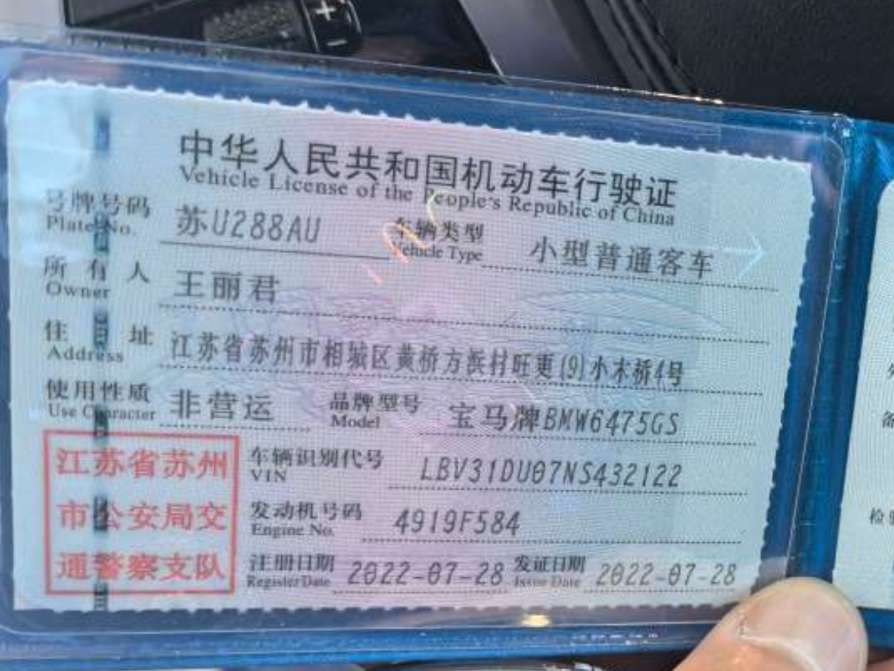 中华人民共和国机动车行驶证
Vehicle License of the People's Republic of China
号牌号码 苏U288AU 车辆类型 小型普通客车
Plate No. Vehicle Type
所有人 王丽君
Owner
住址 江苏省苏州市相城区黄桥方浜村旺更(9)小木桥4号
Address
使用性质 非营运 品牌型号 宝马牌BMW6475GS
Use Character Model
江苏省苏州
市公安局交
通警察支队
车辆识别代号 LBV31DU07NS432122
VIN
发动机号码 4919F584
Engine No.
注册日期 2022-07-28 发证日期 2022-07-28
Register Date Issue Date